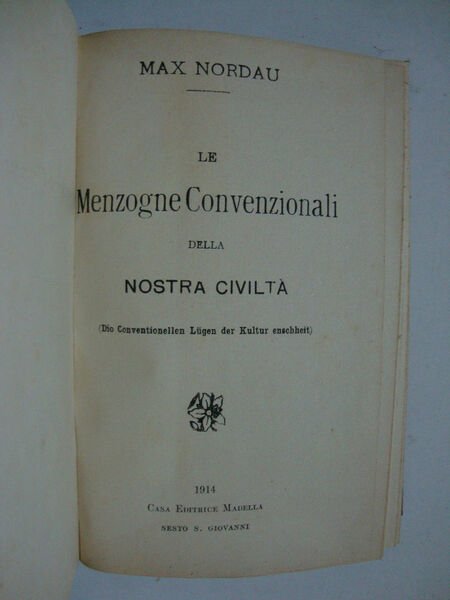 MAX NORDAU
LE
Menzogne Convenzionali
DELLA
NOSTRA CIVILTÀ
(Dio Conventionellen Lügen der Kultur enschheit)
1914
CASA EDITRICE MADELLA
SESTO S. GIOVANNI